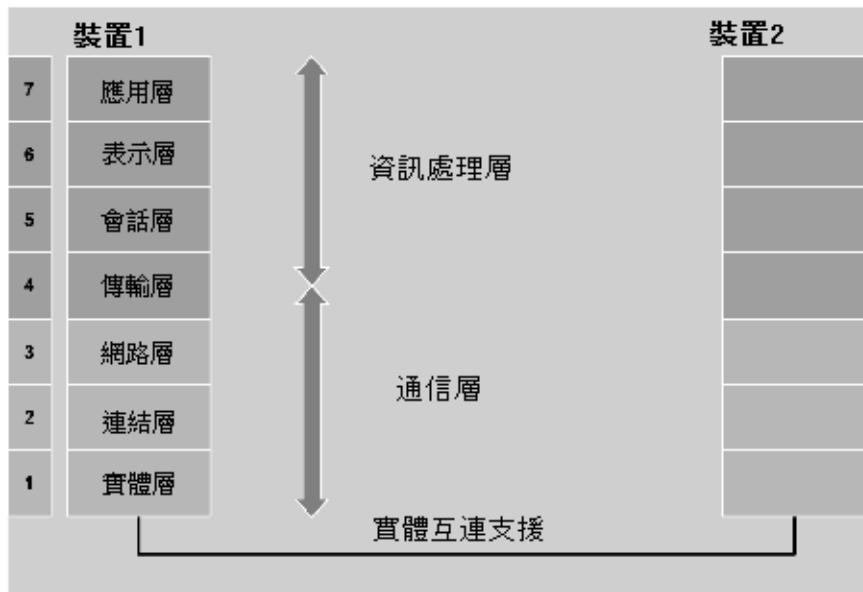 裝置1
裝置2
7 應用層
6 表示層
資訊處理層
5 會話層
4 傳輸層
3 網路層
通信層
2 連結層
1 實體層
實體互連支援